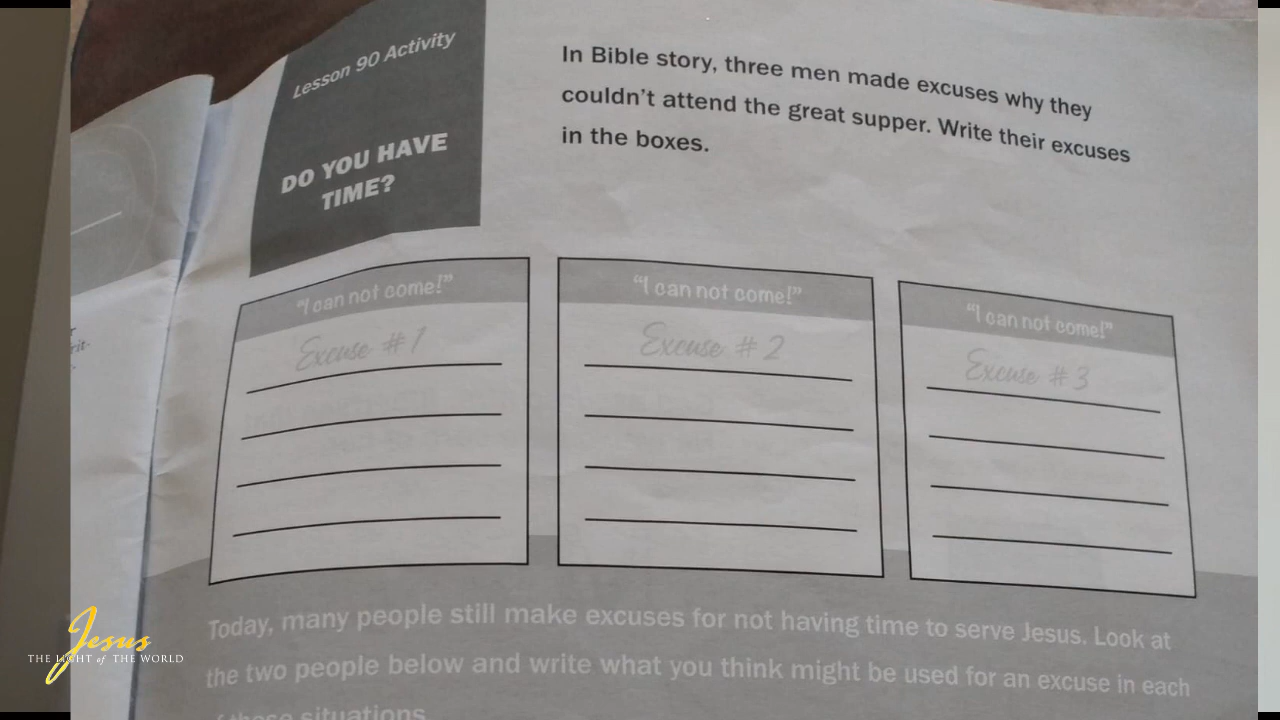 Lesson 90 Activity
DO YOU HAVE
TIME?
In Bible story, three men made excuses why they
couldn't attend the great supper. Write their excuses
in the boxes.
"I can not come!"
Excuse #1
"I can not come!"
Excuse #2
"I can not come!"
Excuse #3
Today, many people still make excuses for not having time to serve Jesus. Look at
the two people below and write what you think might be used for an excuse in each
situations
Jesus
THE LIGHT of THE WORLD